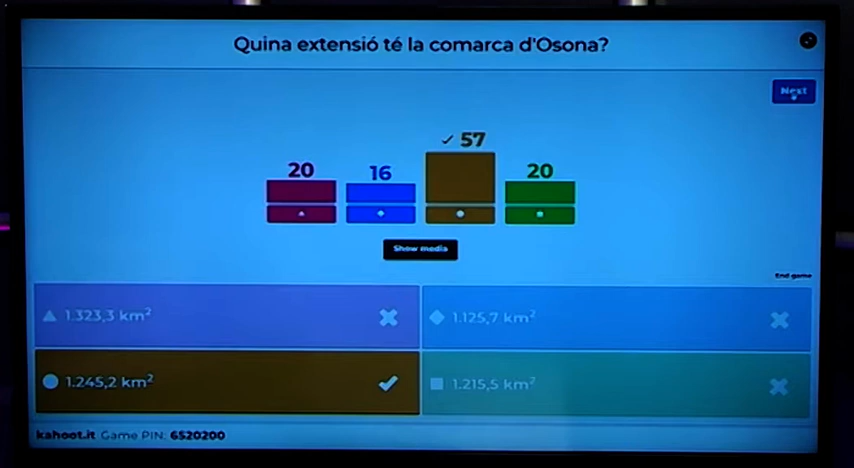 Quina extensió té la comarca d'Osona?
Next
57
20
16
20
Show media
End game
1.323,3 km²
1.125,7 km²
1.245,2 km²
1.215,5 km²
kahoot.it Game PIN: 6520200